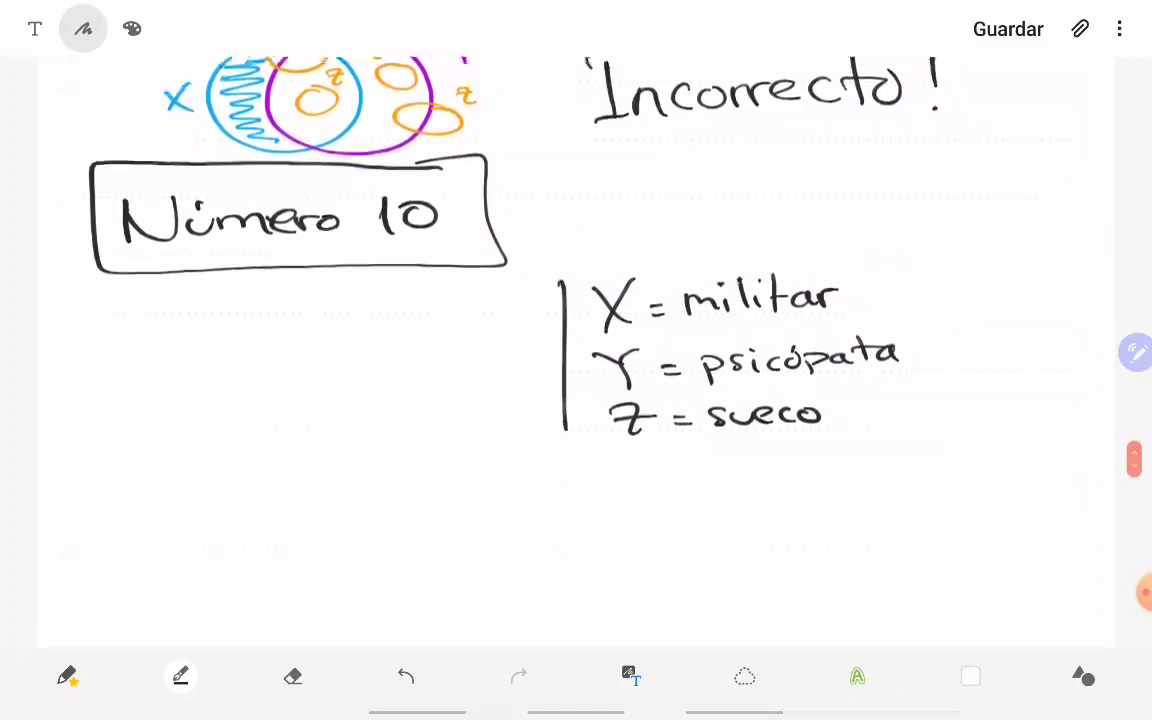 T
Guardar
z
X
z
¡Incorrecto!
Número 10
X = militar
Y = psicópata
Z = sueco
T
A